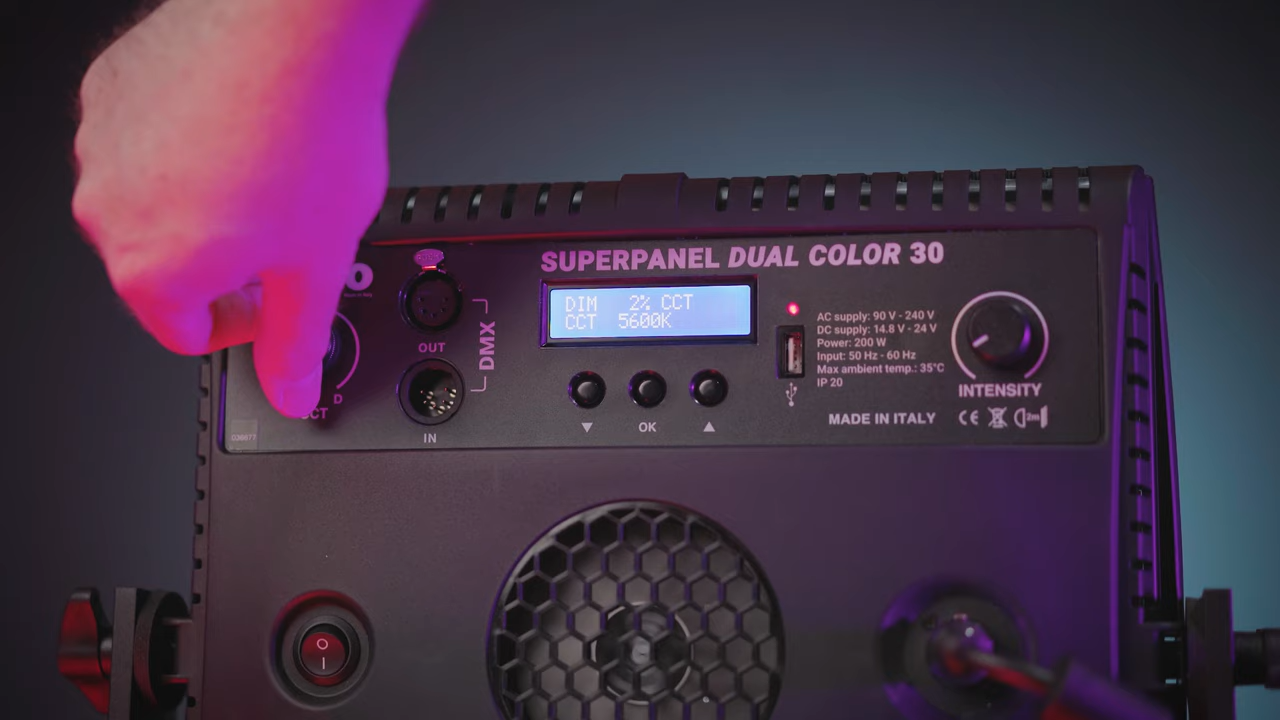 SUPERPANEL DUAL COLOR 30
DIM 2% CCT
CCT 5600K
OUT
DMX
IN
▼
OK
▲
AC supply: 90 V - 240 V
DC supply: 14.8 V - 24 V
Power: 200 W
Input: 50 Hz - 60 Hz
Max ambient temp.: 35°C
IP 20
MADE IN ITALY
INTENSITY
CE
2m
D